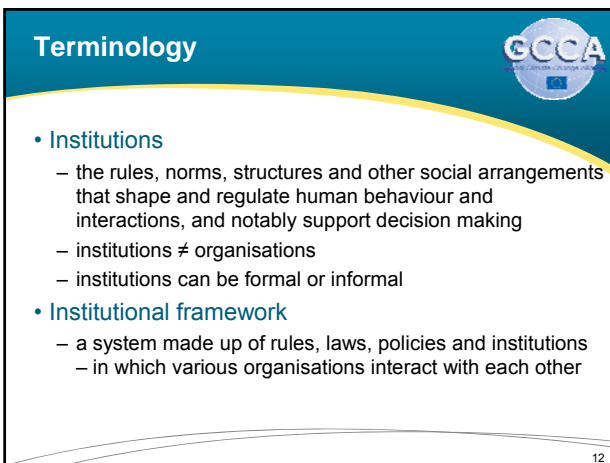 Terminology
GCCA
• Institutions
– the rules, norms, structures and other social arrangements
that shape and regulate human behaviour and
interactions, and notably support decision making
– institutions ≠ organisations
– institutions can be formal or informal
• Institutional framework
– a system made up of rules, laws, policies and institutions
– in which various organisations interact with each other
12